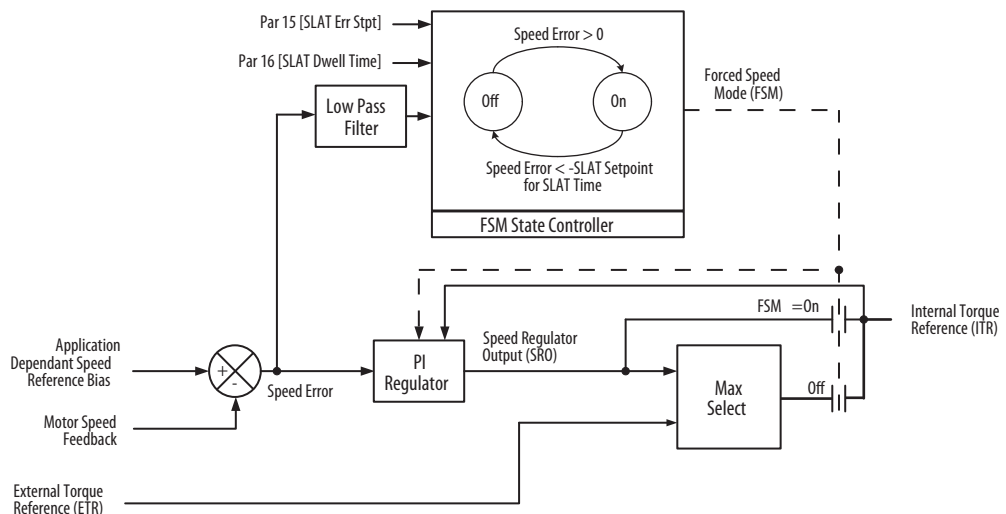 Par 15 [SLAT Err Stpt]
Par 16 [SLAT Dwell Time]
Low Pass
Filter
Speed Error > 0
Off
On
Speed Error < -SLAT Setpoint
for SLAT Time
FSM State Controller
Forced Speed
Mode (FSM)
Application
Dependant Speed
Reference Bias
+
-
Speed Error
Motor Speed
Feedback
PI
Regulator
Speed Regulator
Output (SRO)
FSM =On
Internal Torque
Reference (ITR)
Max
Select
Off
External Torque
Reference (ETR)